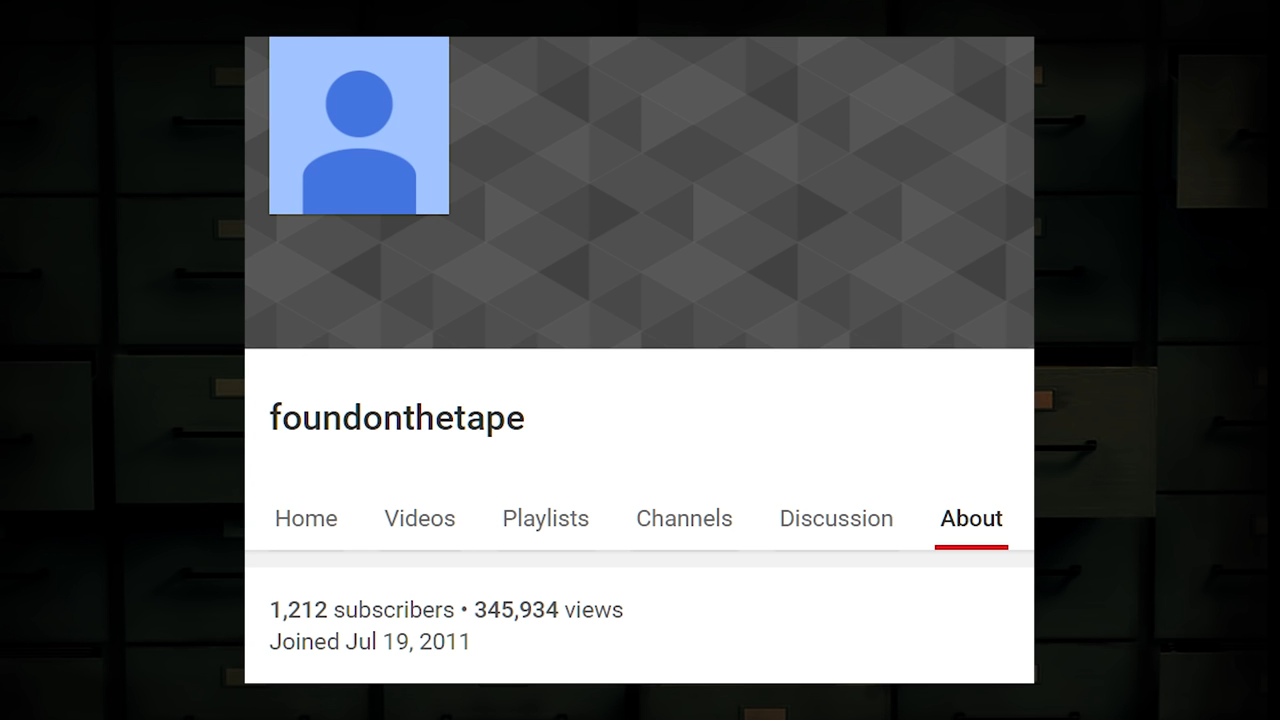 foundonthetape
Home Videos Playlists Channels Discussion About
1,212 subscribers • 345,934 views
Joined Jul 19, 2011